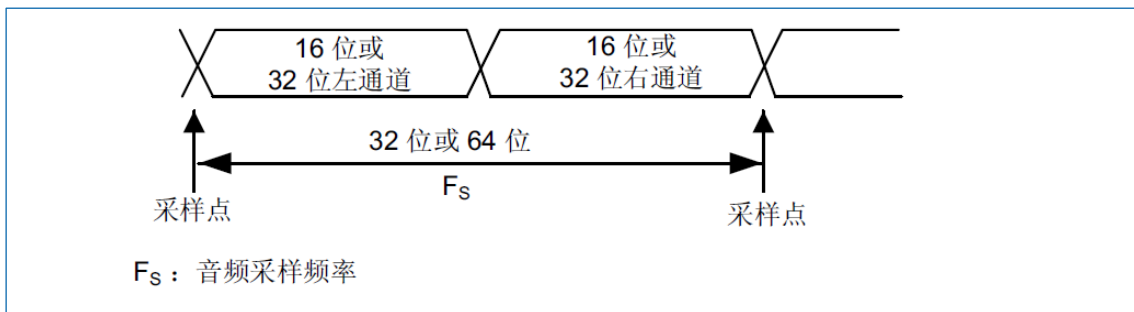 16 位或
32 位左通道
16 位或
32 位右通道
32 位或 64 位
FS
采样点
采样点
FS：音频采样频率